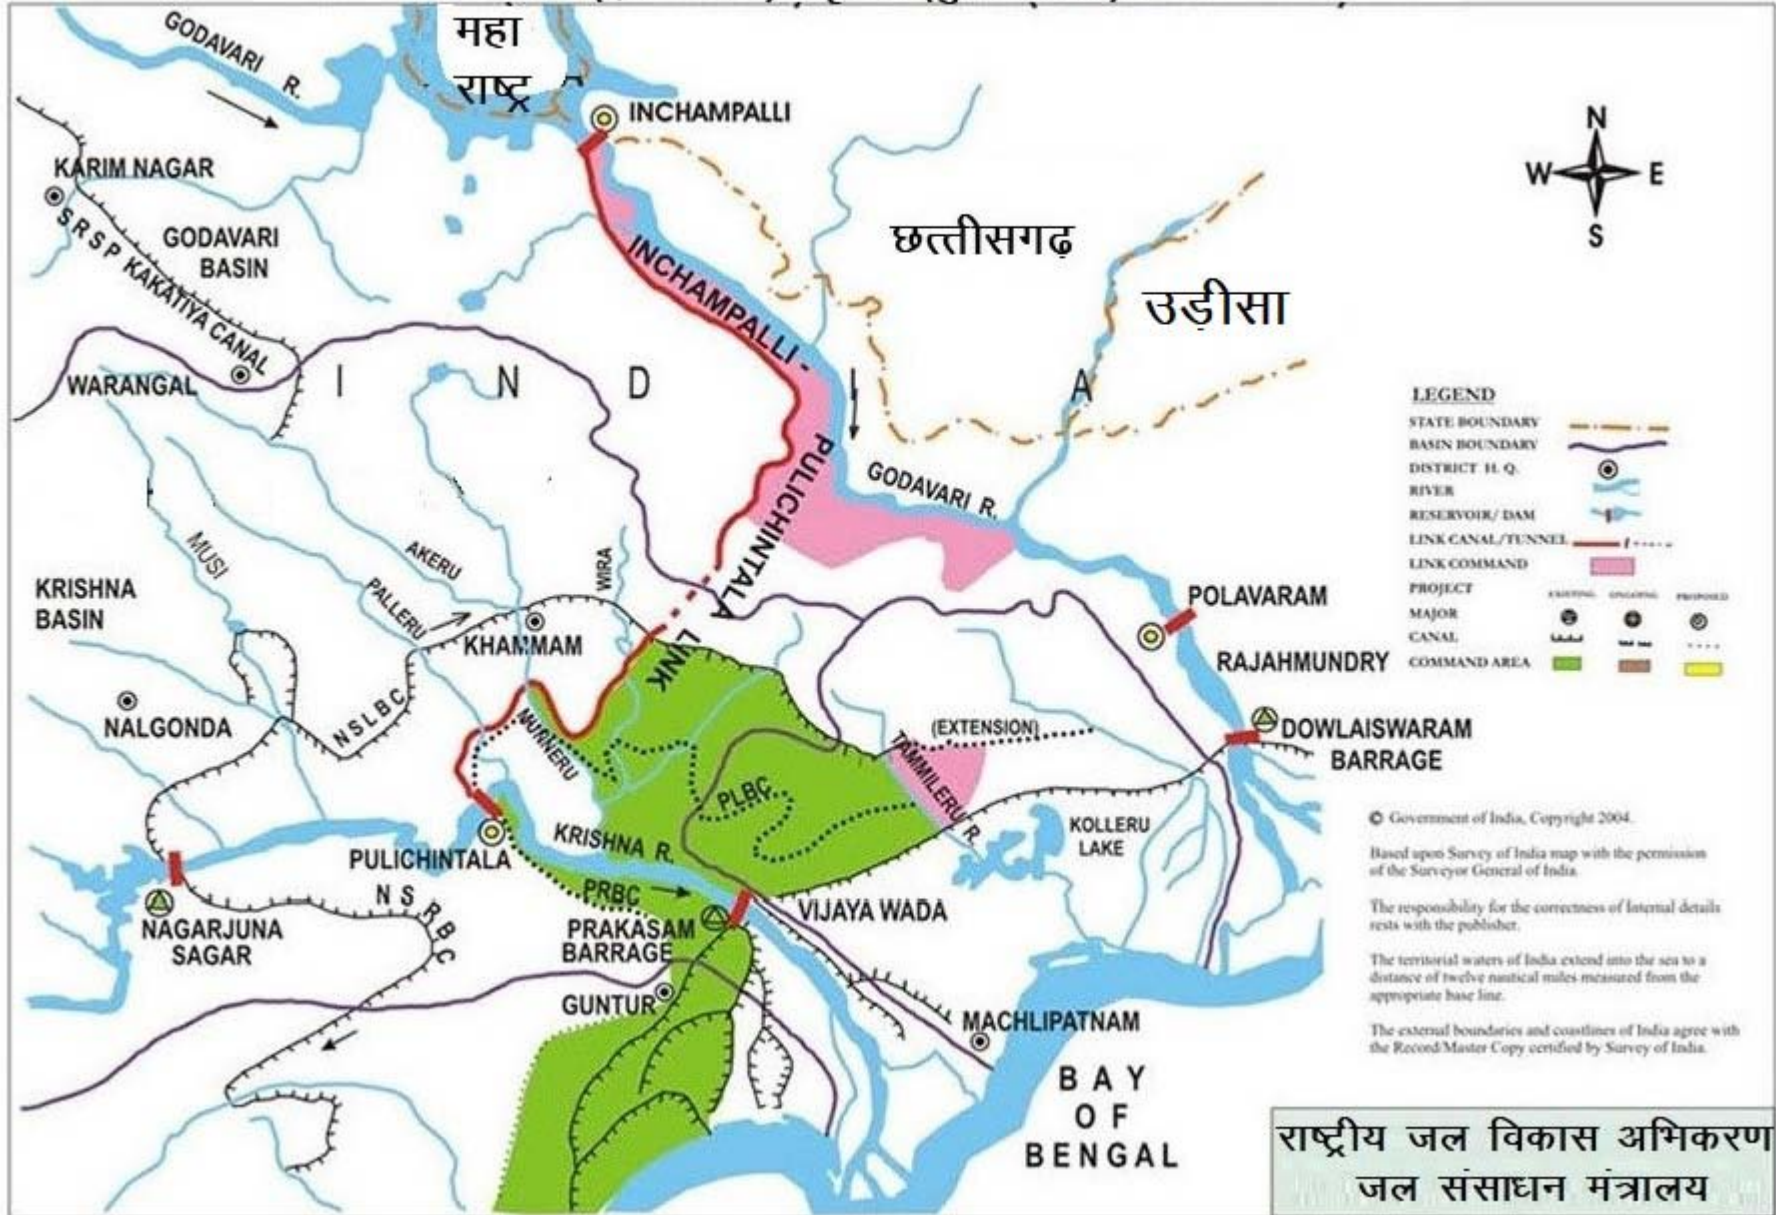 महा
राष्ट्र
GODAVARI R.
INCHAMPALLI
N
W E
S
KARIM NAGAR
SRSP KAKATIYA CANAL
GODAVARI
BASIN
छत्तीसगढ़
उड़ीसा
INCHAMPALLI - PULICHINTALA LINK
WARANGAL
I N D I A
GODAVARI R.
LEGEND
STATE BOUNDARY
BASIN BOUNDARY
DISTRICT H. Q.
RIVER
RESERVOIR/ DAM
LINK CANAL/TUNNEL
LINK COMMAND
PROJECT EXISTING ONGOING PROPOSED
MAJOR
CANAL
COMMAND AREA
MUSI
AKERU
PALLERU
WIRA
KRISHNA
BASIN
KHAMMAM
POLAVARAM
RAJAHMUNDRY
NALGONDA
NSLBC
MUNNERU
(EXTENSION)
TAMMILERU R.
DOWLAISWARAM
BARRAGE
PLBC
KRISHNA R.
KOLLERU
LAKE
PULICHINTALA
PRBC
NSRBC
NAGARJUNA
SAGAR
PRAKASAM
BARRAGE
VIJAYA WADA
GUNTUR
MACHLIPATNAM
BAY
OF
BENGAL
© Government of India, Copyright 2004.
Based upon Survey of India map with the permission
of the Surveyor General of India.
The responsibility for the correctness of Internal details
rests with the publisher.
The territorial waters of India extend into the sea to a
distance of twelve nautical miles measured from the
appropriate base line.
The external boundaries and coastlines of India agree with
the Record/Master Copy certified by Survey of India.
राष्ट्रीय जल विकास अभिकरण
जल संसाधन मंत्रालय